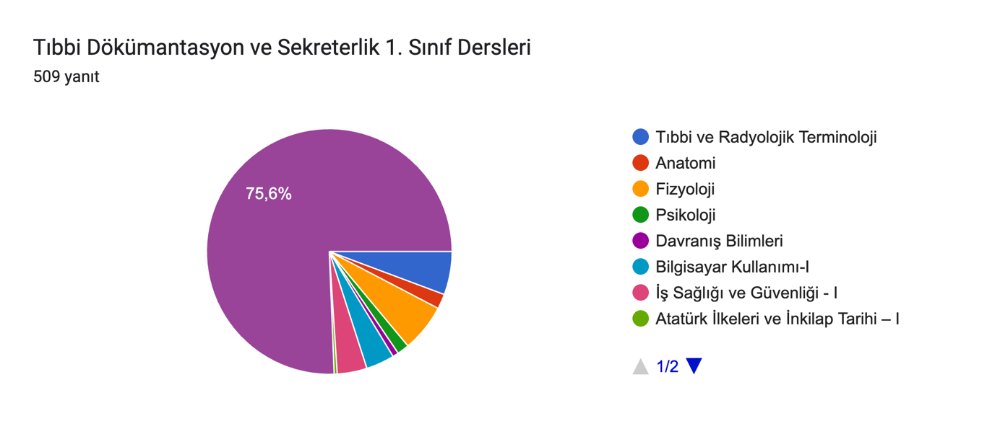 Tıbbi Dökümantasyon ve Sekreterlik 1. Sınıf Dersleri
509 yanıt
75,6%
Tıbbi ve Radyolojik Terminoloji
Anatomi
Fizyoloji
Psikoloji
Davranış Bilimleri
Bilgisayar Kullanımı-I
İş Sağlığı ve Güvenliği - I
Atatürk İlkeleri ve İnkilap Tarihi – I
1/2